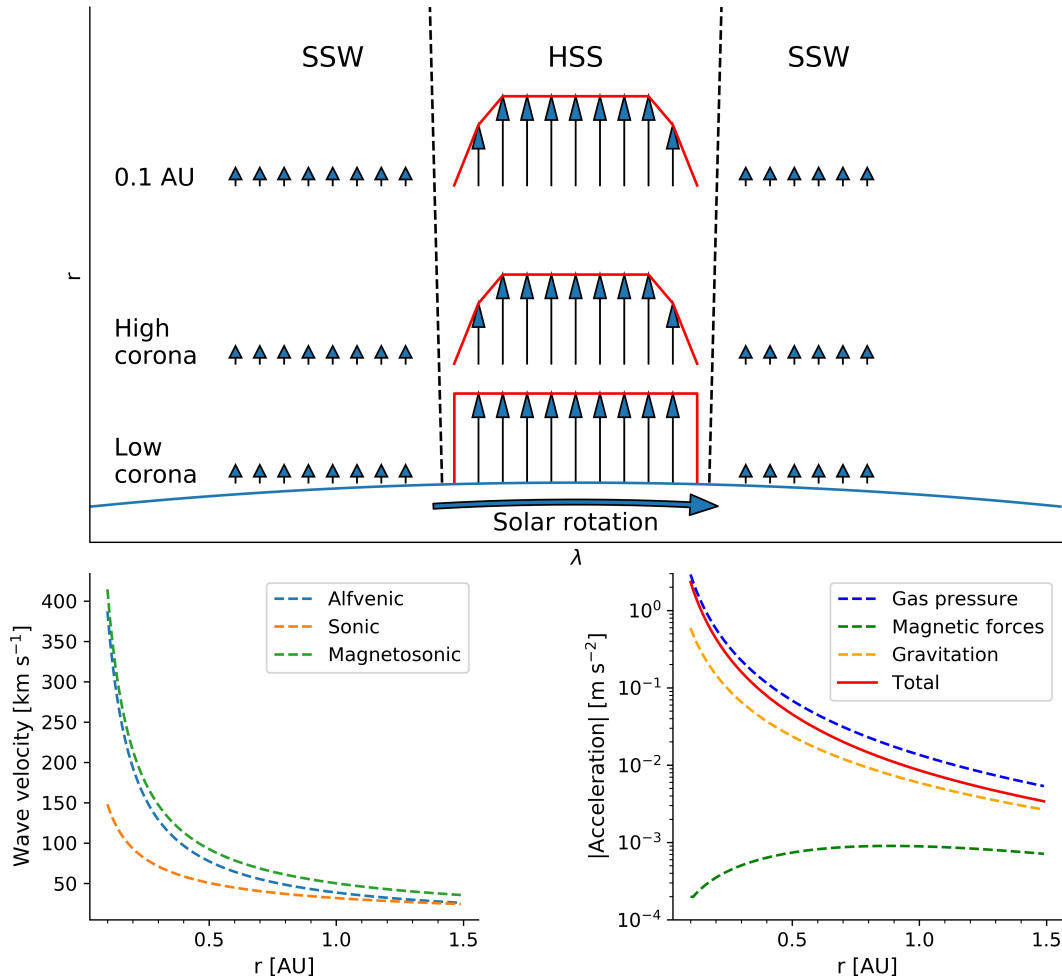 SSW HSS SSW
0.1 AU
High
corona
Low
corona
Solar rotation
r
λ
Wave velocity [km s⁻¹]
400
350
300
250
200
150
100
50
Alfvenic
Sonic
Magnetosonic
0.5 1.0 1.5
r [AU]
|Acceleration| [m s⁻²]
10⁰
10⁻¹
10⁻²
10⁻³
10⁻⁴
Gas pressure
Magnetic forces
Gravitation
Total
0.5 1.0 1.5
r [AU]